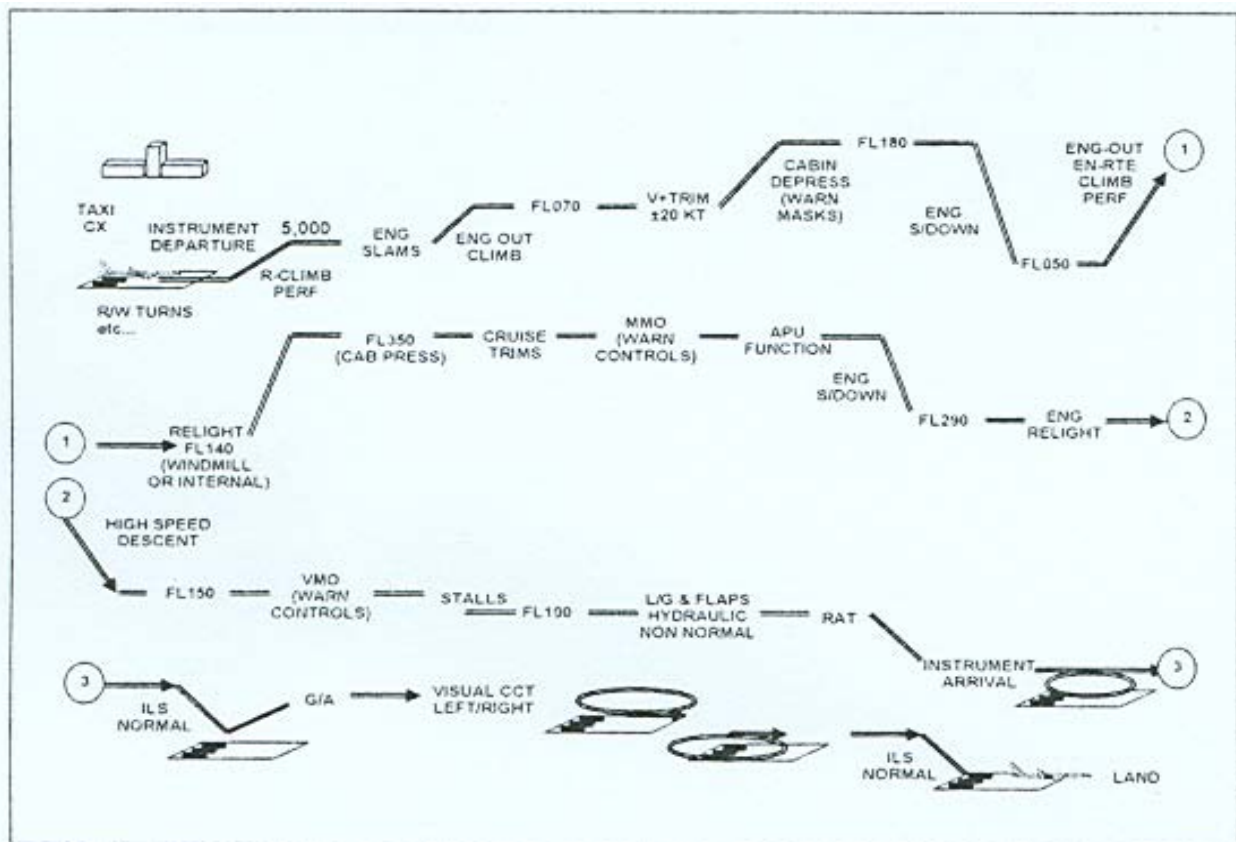 TAXI
CX
INSTRUMENT
DEPARTURE
5,000
R-CLIMB
PERF
R/W TURNS
etc...
ENG
SLAMS
ENG OUT
CLIMB
FL070
V+TRIM
±20 KT
CABIN
DEPRESS
(WARN
MASKS)
FL180
ENG
S/DOWN
FL050
ENG-OUT
EN-RTE
CLIMB
PERF
1
1
RELIGHT
FL140
(WINDMILL
OR INTERNAL)
FL350
(CAB PRESS)
CRUISE
TRIMS
MMO
(WARN
CONTROLS)
APU
FUNCTION
ENG
S/DOWN
FL290
ENG
RELIGHT
2
2
HIGH SPEED
DESCENT
FL150
VMO
(WARN
CONTROLS)
STALLS
FL100
L/G & FLAPS
HYDRAULIC
NON NORMAL
RAT
INSTRUMENT
ARRIVAL
3
3
ILS
NORMAL
G/A
VISUAL CCT
LEFT/RIGHT
ILS
NORMAL
LAND